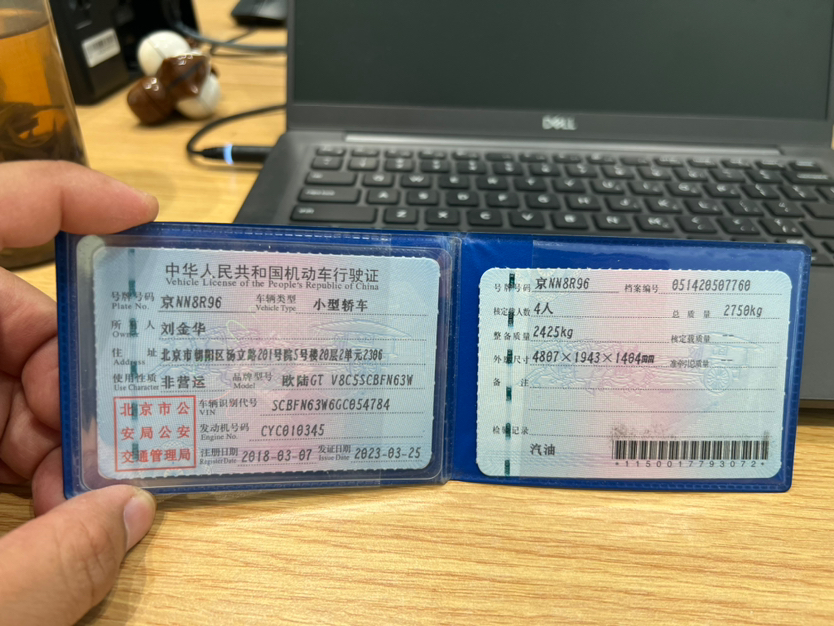 DELL
中华人民共和国机动车行驶证
Vehicle License of the People's Republic of China
号牌号码 京NN8R96 车辆类型 小型轿车
Plate No. Vehicle Type
所有人 刘金华
Owner
住址 北京市朝阳区杨立路201号院5号楼20层2单元2306
使用性质 非营运 品牌型号 欧陆GT V8CSSCBFN63W
Use Character Model
北京市公
安局公安
交通管理局
车辆识别代号 SCBFN63W6GC054784
VIN
发动机号码 CYC010345
Engine No.
注册日期 2018-03-07 发证日期 2023-03-25
Register Date Issue Date
号牌号码 京NN8R96 档案编号 051420507760
核定载人数 4人 总质量 2750kg
整备质量 2425kg 核定载质量 --
外廓尺寸 4807×1943×1404mm 准牵引总质量 --
备注
检验记录
汽油
*1150017793072*